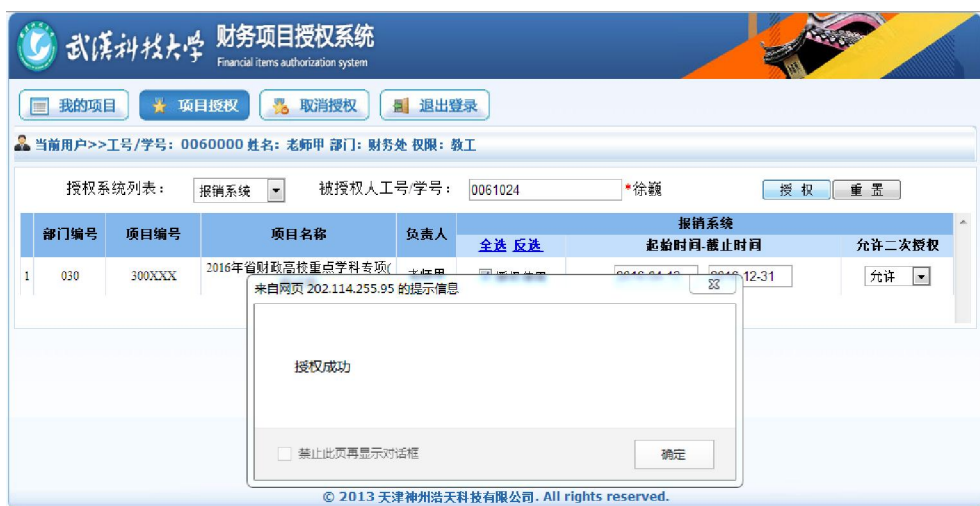 武汉科技大学 财务项目授权系统
Financial items authorization system
我的项目 项目授权 取消授权 退出登录
当前用户>>工号/学号：0060000 姓名：老师甲 部门：财务处 权限：教工
授权系统列表： 报销系统 被授权人工号/学号： 0061024 *徐巍 授 权 重 置
部门编号 项目编号 项目名称 负责人 报销系统
全选 反选 起始时间-截止时间 允许二次授权
1 030 300XXX 2016年省财政高校重点学科专项( 老师甲 12-31 允许
来自网页 202.114.255.95 的提示信息
授权成功
禁止此页再显示对话框 确定
© 2013 天津神州浩天科技有限公司. All rights reserved.